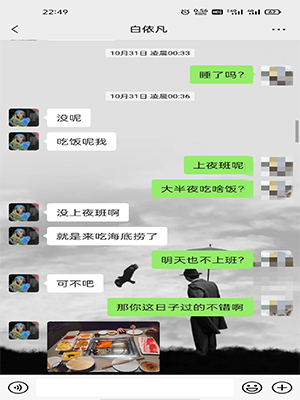 22:49
白依凡
10月31日 凌晨00:33
睡了吗?
10月31日 凌晨00:36
没呢
吃饭呢我
上夜班呢
大半夜吃啥饭?
没上夜班啊
就是来吃海底捞了
明天也不上班?
可不吧
那你这日子过的不错啊